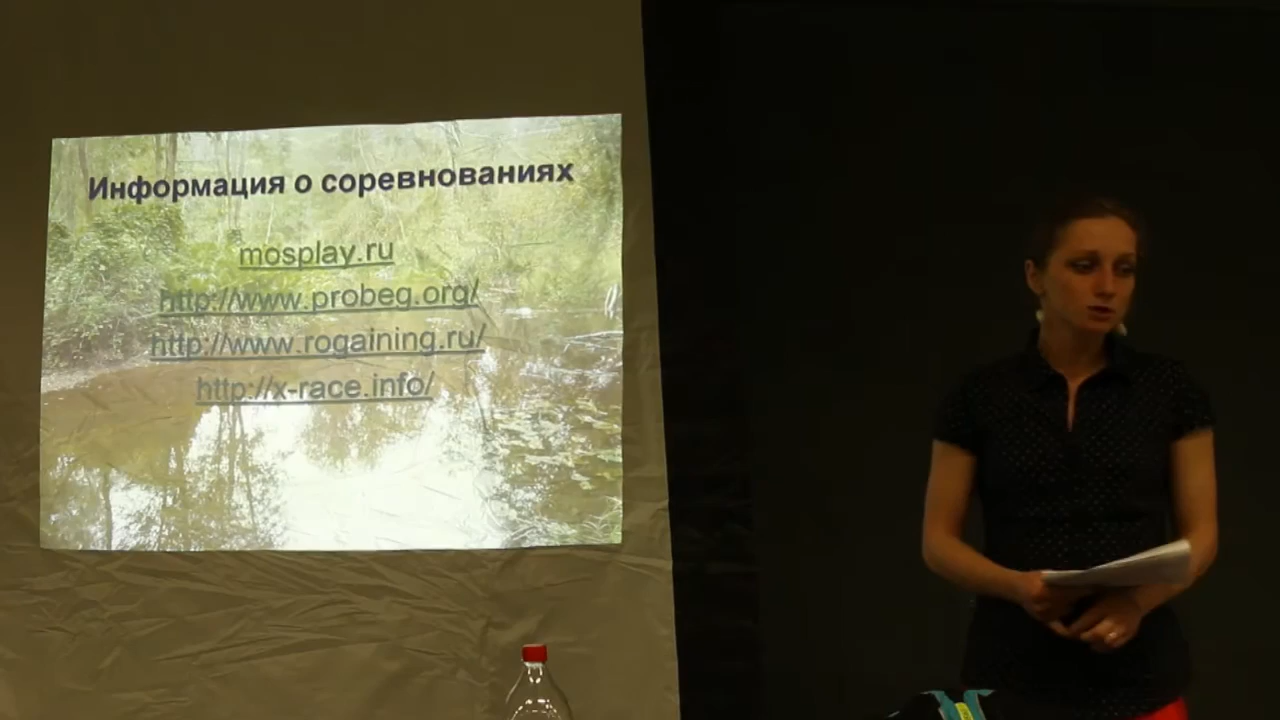 Информация о соревнованиях
mosplay.ru
http://www.probeg.org/
http://www.rogaining.ru/
http://x-race.info/